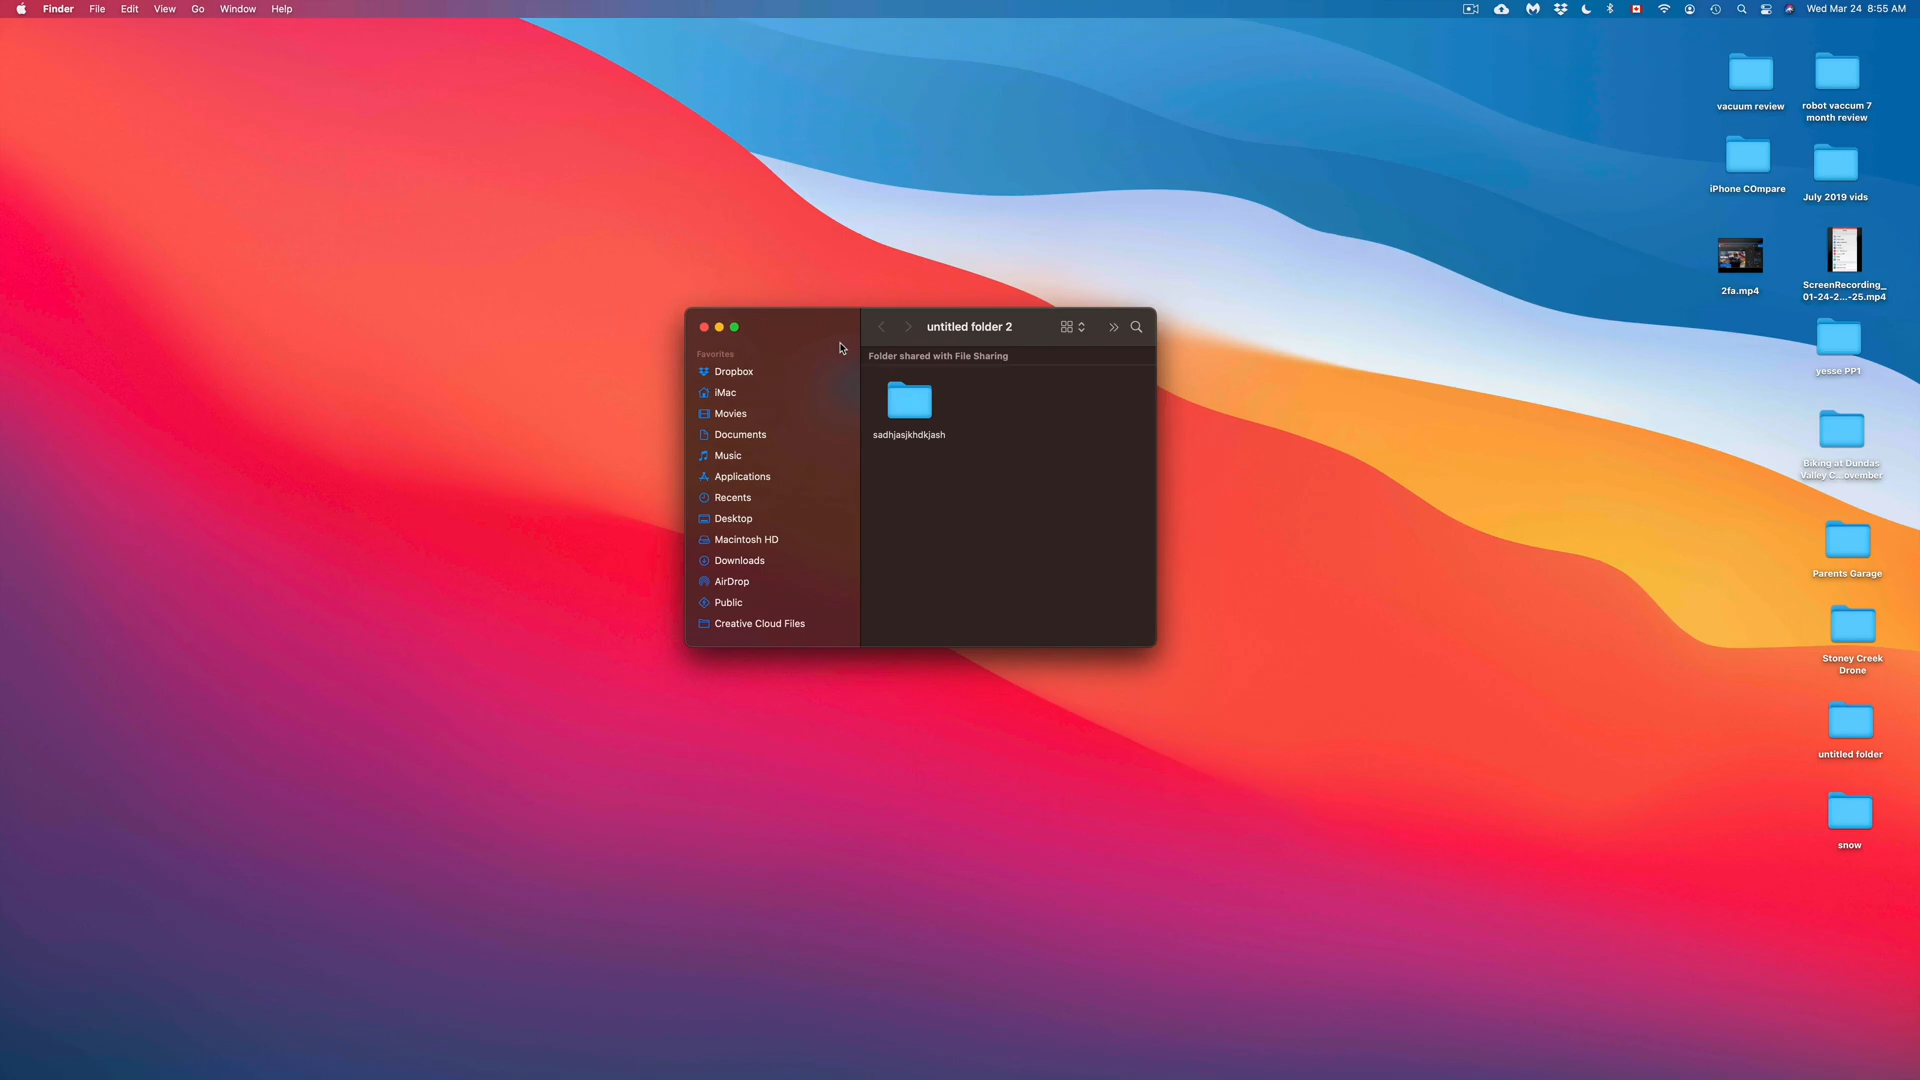 Finder File Edit View Go Window Help
Wed Mar 24 8:55 AM
vacuum review
robot vaccum 7
month review
iPhone COmpare
July 2019 vids
2fa.mp4
ScreenRecording_
01-24-2...-25.mp4
yesse PP1
Biking at Dundas
Valley C...ovember
Parents Garage
Stoney Creek
Drone
untitled folder
snow
untitled folder 2
Favorites
Dropbox
iMac
Movies
Documents
Music
Applications
Recents
Desktop
Macintosh HD
Downloads
AirDrop
Public
Creative Cloud Files
Folder shared with File Sharing
sadhjasjkhdkjash